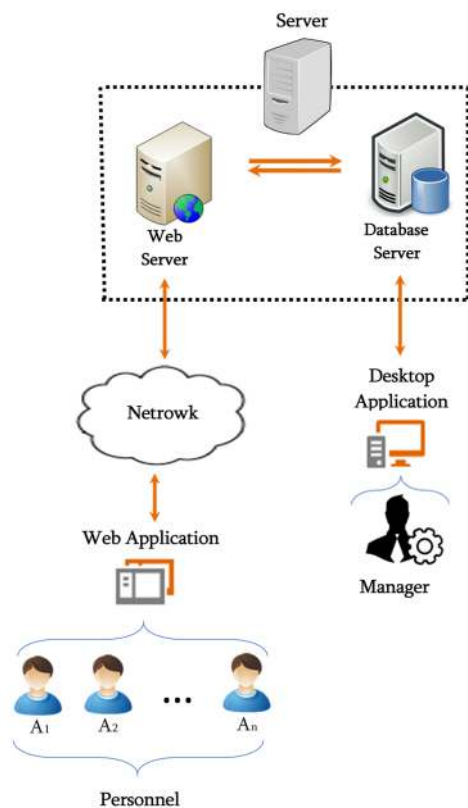 Server
Web
Server
Database
Server
Netrowk
Desktop
Application
Web Application
Manager
A1 A2 ... An
Personnel